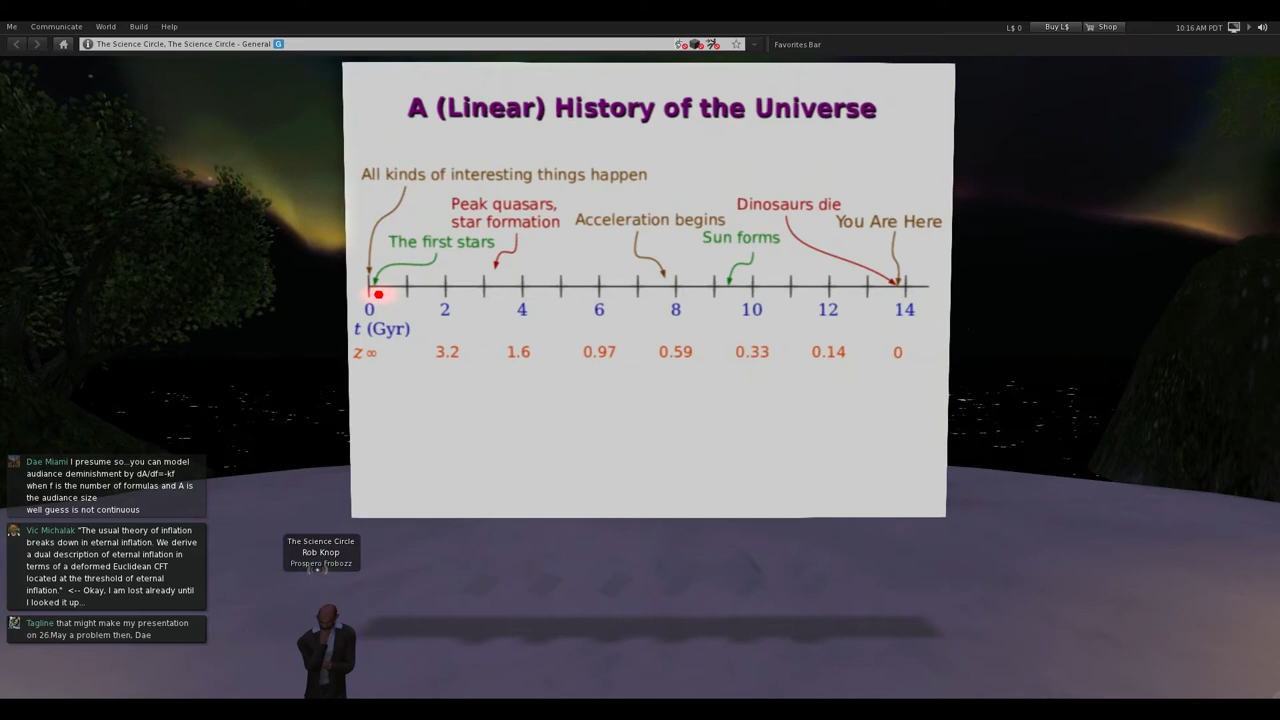 Me Communicate World Build Help
L$ 0 Buy L$ Shop 10:16 AM PDT
The Science Circle, The Science Circle - General G Favorites Bar
A (Linear) History of the Universe
All kinds of interesting things happen
Peak quasars,
star formation
Dinosaurs die
Acceleration begins
You Are Here
The first stars
Sun forms
0 2 4 6 8 10 12 14
t (Gyr)
z ∞ 3.2 1.6 0.97 0.59 0.33 0.14 0
Dae Miami I presume so...you can model
audience deminishment by dA/df=-kf
when f is the number of formulas and A is
the audiance size
well guess is not continuous
Vic Michalak "The usual theory of inflation
breaks down in eternal inflation. We derive
a dual description of eternal inflation in
terms of a deformed Euclidean CFT
located at the threshold of eternal
inflation." <-- Okay, I am lost already until
I looked it up...
Tagline that might make my presentation
on 26.May a problem then, Dae
The Science Circle
Rob Knop
Prospero Frobozz